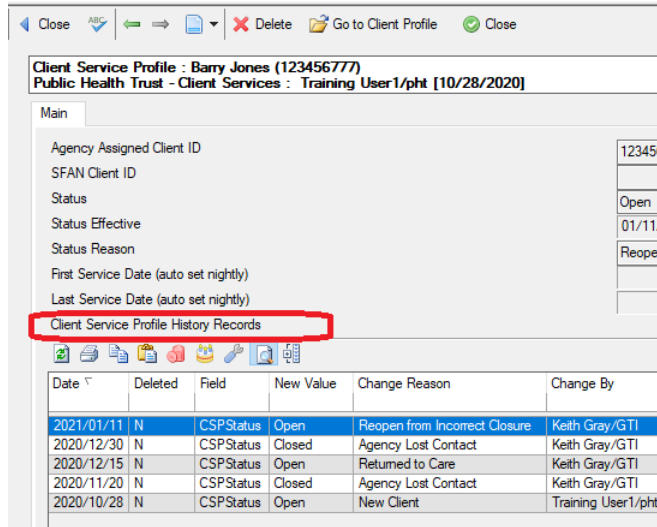 Close ABC Delete Go to Client Profile Close
Client Service Profile : Barry Jones (123456777)
Public Health Trust - Client Services : Training User1/pht [10/28/2020]
Main
Agency Assigned Client ID 12345
SFAN Client ID
Status Open
Status Effective 01/11
Status Reason Reope
First Service Date (auto set nightly)
Last Service Date (auto set nightly)
Client Service Profile History Records
Date Deleted Field New Value Change Reason Change By
2021/01/11 N CSPStatus Open Reopen from Incorrect Closure Keith Gray/GTI
2020/12/30 N CSPStatus Closed Agency Lost Contact Keith Gray/GTI
2020/12/15 N CSPStatus Open Returned to Care Keith Gray/GTI
2020/11/20 N CSPStatus Closed Agency Lost Contact Keith Gray/GTI
2020/10/28 N CSPStatus Open New Client Training User1/pht